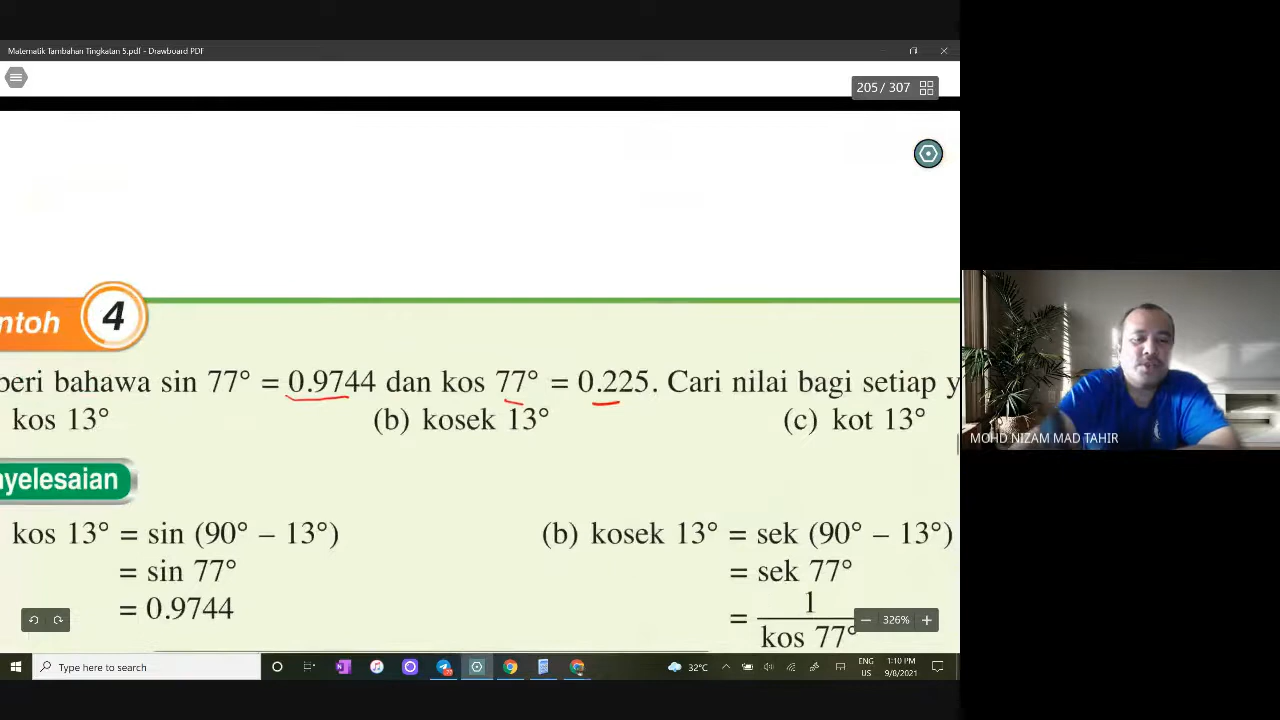 Matematik Tambahan Tingkatan 5.pdf - Drawboard PDF
205 / 307
ntoh 4
beri bahawa sin 77° = 0.9744 dan kos 77° = 0.225. Cari nilai bagi setiap y
kos 13° (b) kosek 13° (c) kot 13°
yelesaian
kos 13° = sin (90° – 13°) (b) kosek 13° = sek (90° – 13°)
= sin 77° = sek 77°
= 0.9744 = 1
kos 77°
326%
MOHD NIZAM MAD TAHIR
Type here to search
32°C
ENG
US
1:10 PM
9/8/2021